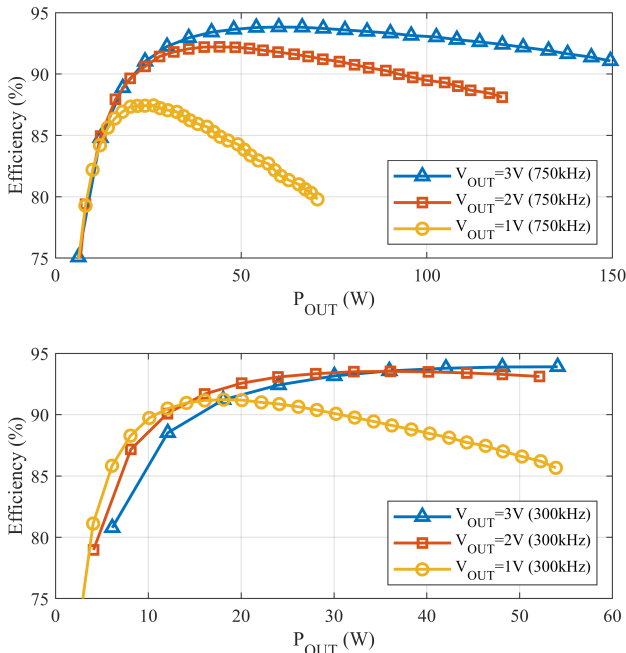 95
90
85
80
75
Efficiency (%)
V_OUT=3V (750kHz)
V_OUT=2V (750kHz)
V_OUT=1V (750kHz)
0 50 100 150
P_OUT (W)
95
90
85
80
75
Efficiency (%)
V_OUT=3V (300kHz)
V_OUT=2V (300kHz)
V_OUT=1V (300kHz)
0 10 20 30 40 50 60
P_OUT (W)